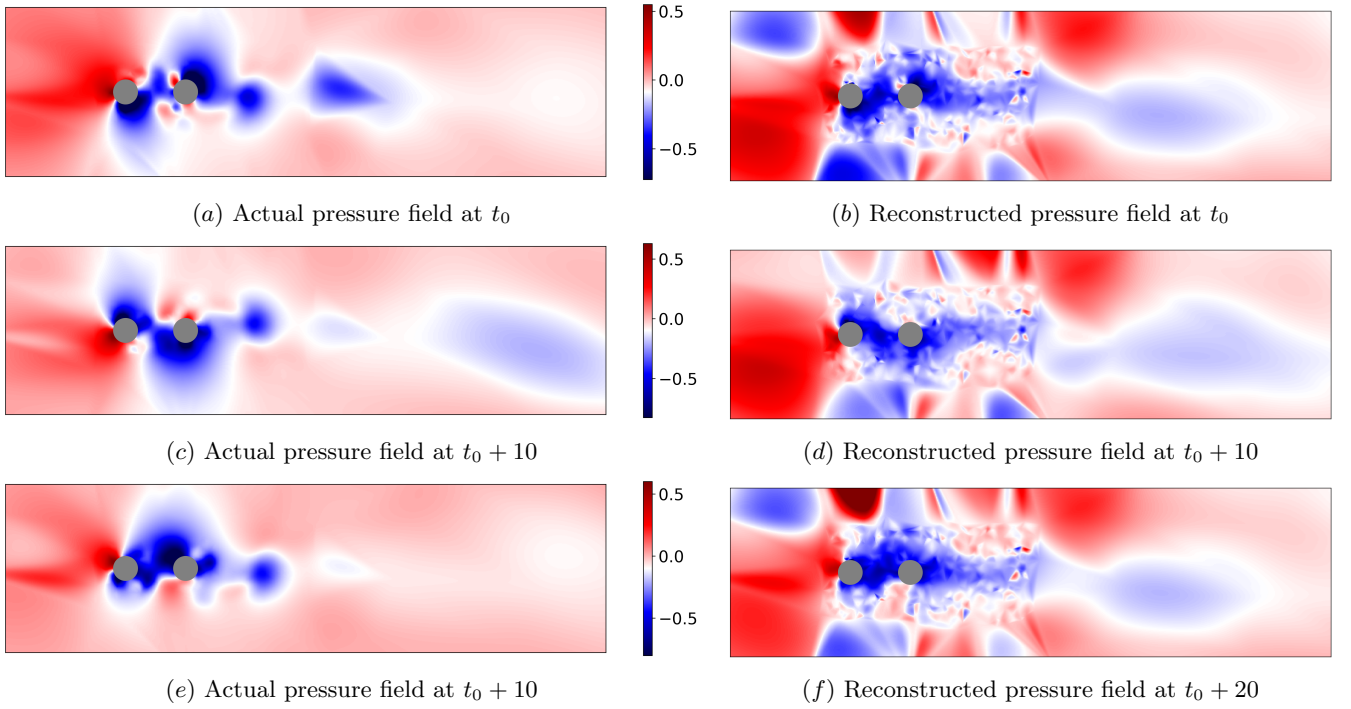 0.5
0.0
−0.5
(a) Actual pressure field at t0
(b) Reconstructed pressure field at t0
0.5
0.0
−0.5
(c) Actual pressure field at t0 + 10
(d) Reconstructed pressure field at t0 + 10
0.5
0.0
−0.5
(e) Actual pressure field at t0 + 10
(f) Reconstructed pressure field at t0 + 20